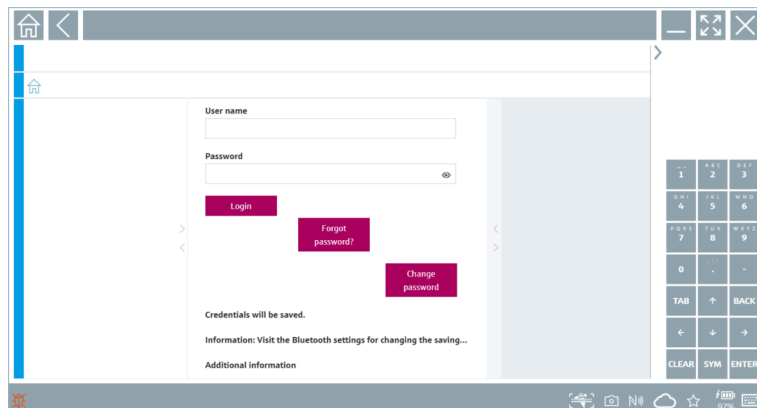 User name
Password
Login
Forgot
password?
Change
password
Credentials will be saved.
Information: Visit the Bluetooth settings for changing the saving...
Additional information
1
ABC
2
DEF
3
GHI
4
JKL
5
MNO
6
PQRS
7
TUV
8
WXYZ
9
0
.
-
TAB
BACK
CLEAR
SYM
ENTER
97%